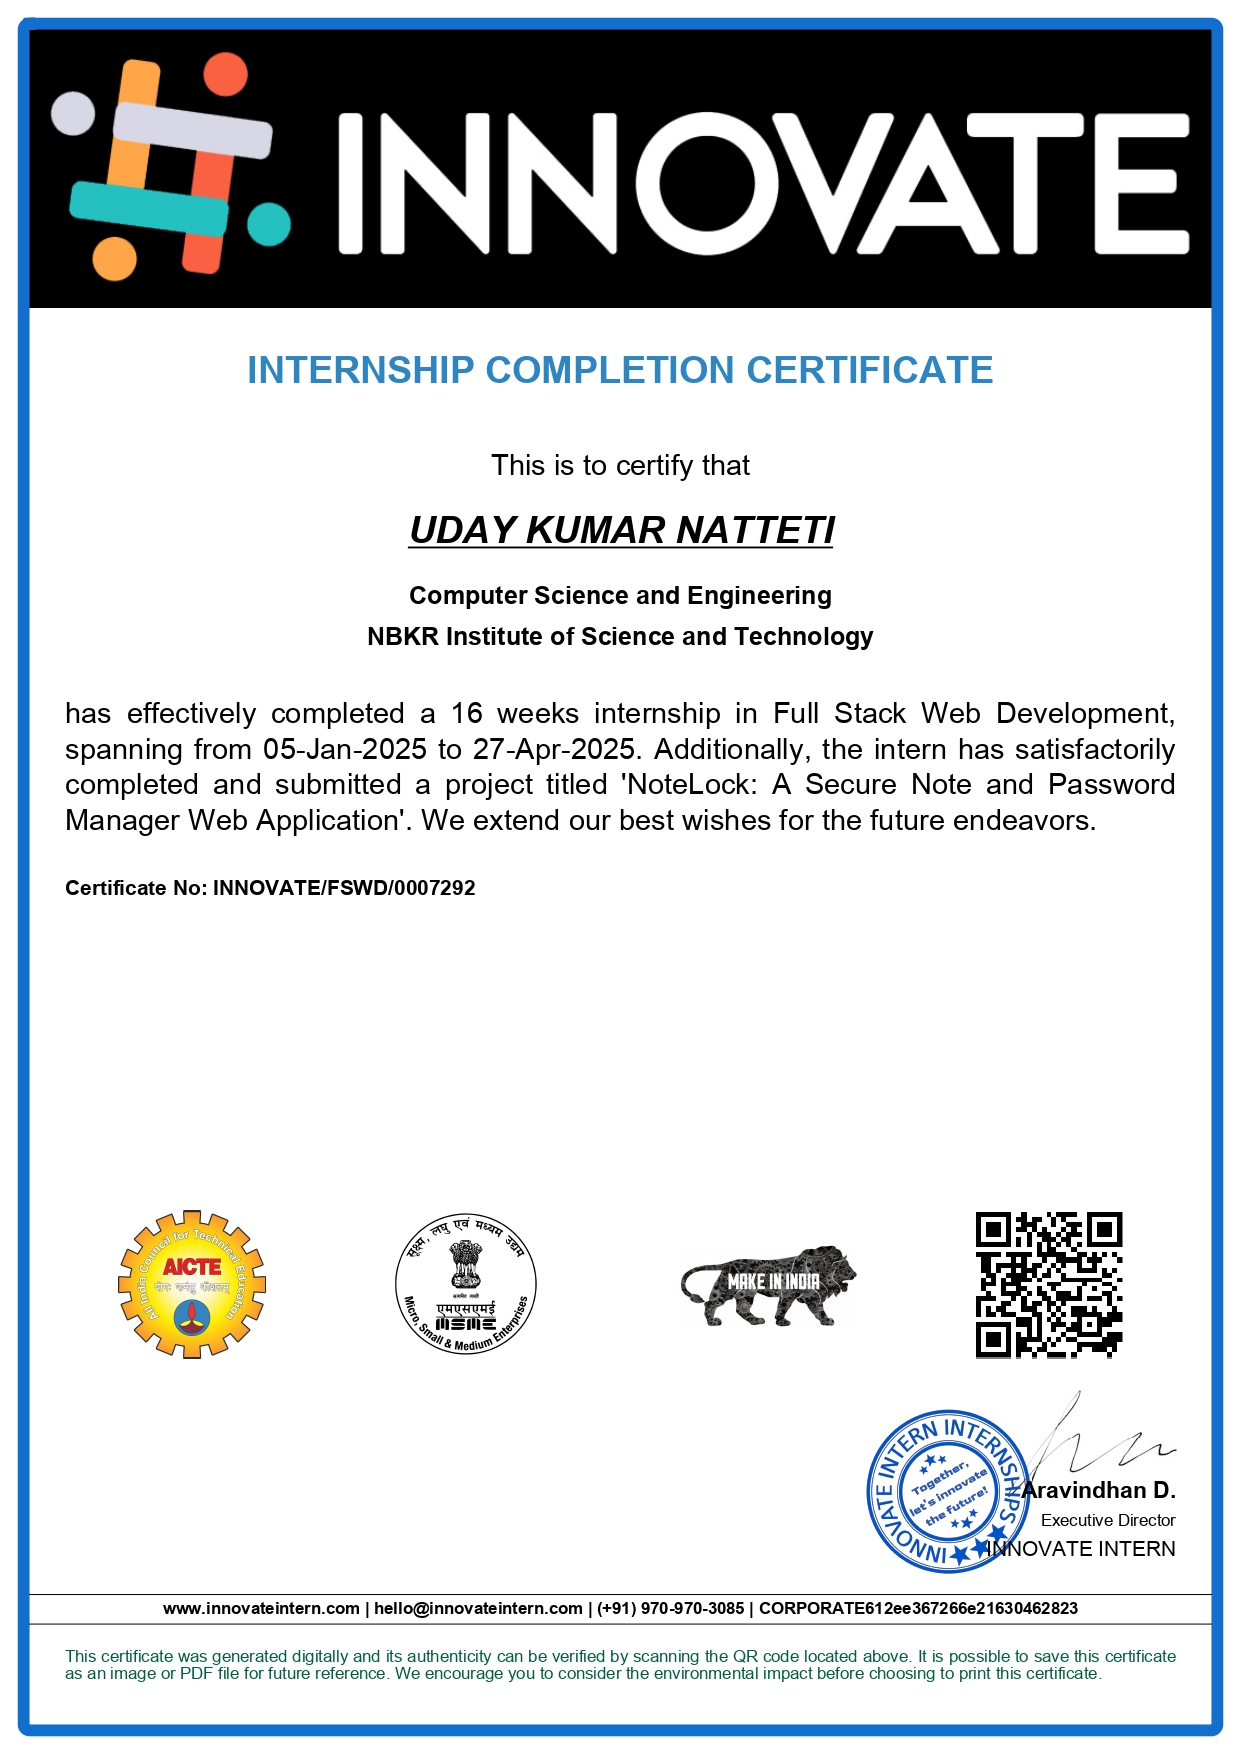 INNOVATE
INTERNSHIP COMPLETION CERTIFICATE
This is to certify that
UDAY KUMAR NATTETI
Computer Science and Engineering
NBKR Institute of Science and Technology
has effectively completed a 16 weeks internship in Full Stack Web Development,
spanning from 05-Jan-2025 to 27-Apr-2025. Additionally, the intern has satisfactorily
completed and submitted a project titled 'NoteLock: A Secure Note and Password
Manager Web Application'. We extend our best wishes for the future endeavors.
Certificate No: INNOVATE/FSWD/0007292
All India Council for Technical Education
AICTE
योगः कर्मसु कौशलम्
सूक्ष्म, लघु एवं मध्यम उद्यम
सत्यमेव जयते
एमएसएमई
MSME
Micro, Small & Medium Enterprises
MAKE IN INDIA
INNOVATE INTERN INTERNSHIPS
Together,
let's innovate
the future!
Aravindhan D.
Executive Director
INNOVATE INTERN
www.innovateintern.com | hello@innovateintern.com | (+91) 970-970-3085 | CORPORATE612ee367266e21630462823
This certificate was generated digitally and its authenticity can be verified by scanning the QR code located above. It is possible to save this certificate
as an image or PDF file for future reference. We encourage you to consider the environmental impact before choosing to print this certificate.